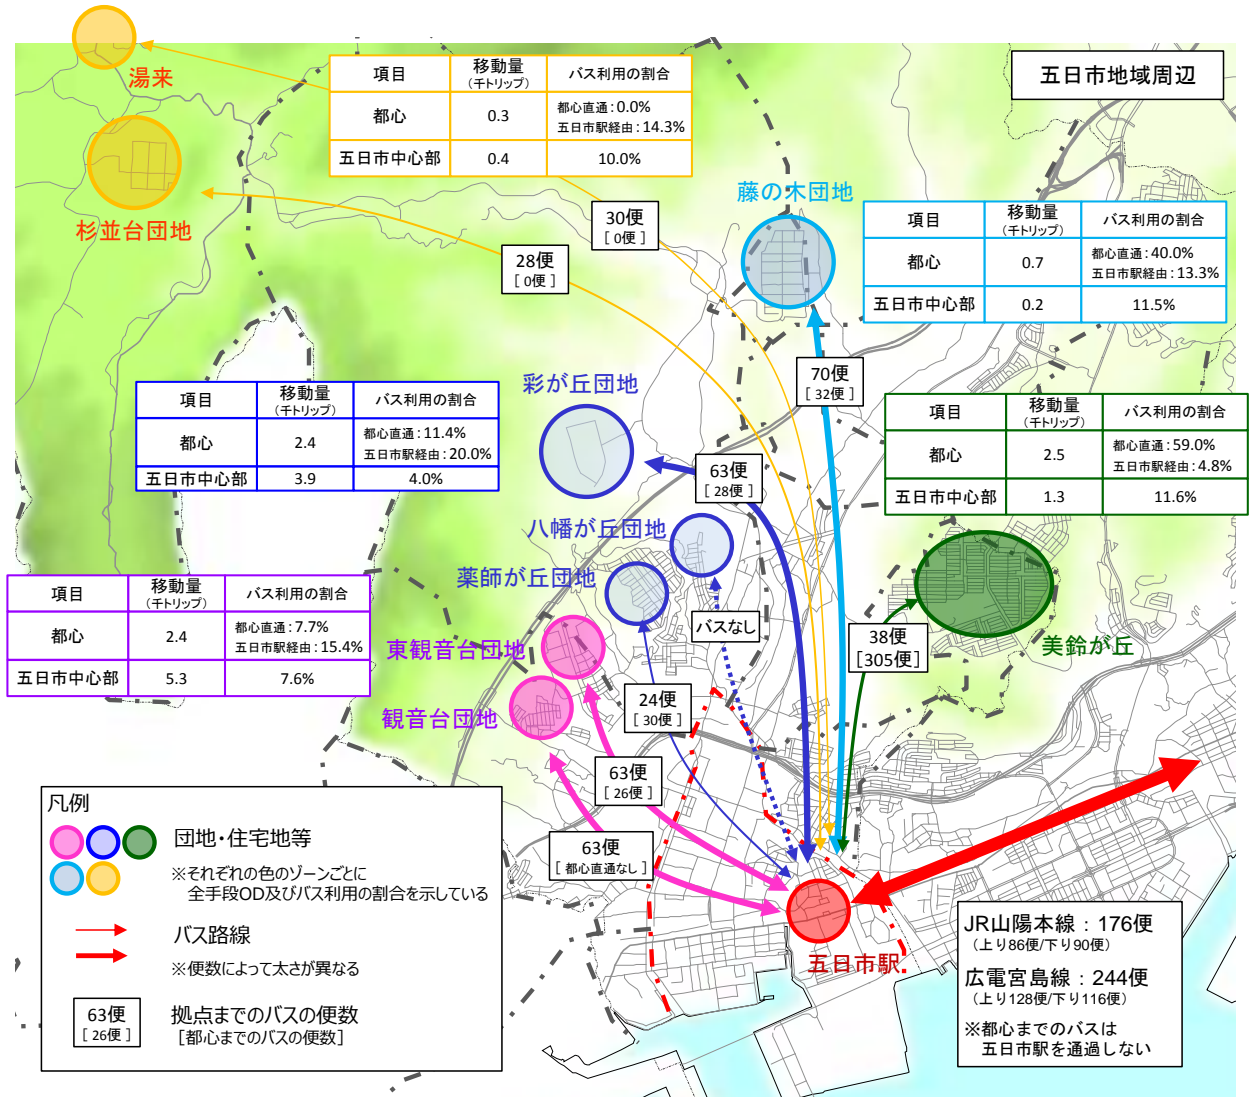 五日市地域周辺
湯来
項目 移動量 バス利用の割合
(千トリップ)
都心 0.3 都心直通:0.0%
五日市駅経由:14.3%
五日市中心部 0.4 10.0%
杉並台団地
30便
[ 0便 ]
28便
[ 0便 ]
藤の木団地
項目 移動量 バス利用の割合
(千トリップ)
都心 0.7 都心直通:40.0%
五日市駅経由:13.3%
五日市中心部 0.2 11.5%
70便
[ 32便 ]
彩が丘団地
項目 移動量 バス利用の割合
(千トリップ)
都心 2.4 都心直通:11.4%
五日市駅経由:20.0%
五日市中心部 3.9 4.0%
項目 移動量 バス利用の割合
(千トリップ)
都心 2.5 都心直通:59.0%
五日市駅経由:4.8%
五日市中心部 1.3 11.6%
63便
[ 28便 ]
八幡が丘団地
薬師が丘団地
項目 移動量 バス利用の割合
(千トリップ)
都心 2.4 都心直通:7.7%
五日市駅経由:15.4%
五日市中心部 5.3 7.6%
バスなし
38便
[305便]
美鈴が丘
東観音台団地
観音台団地
24便
[ 30便 ]
63便
[ 26便 ]
63便
[ 都心直通なし ]
五日市駅
凡例
団地・住宅地等
※それぞれの色のゾーンごとに
全手段OD及びバス利用の割合を示している
バス路線
※便数によって太さが異なる
63便
[ 26便 ]
拠点までのバスの便数
[都心までのバスの便数]
JR山陽本線:176便
(上り86便/下り90便)
広電宮島線:244便
(上り128便/下り116便)
※都心までのバスは
五日市駅を通過しない